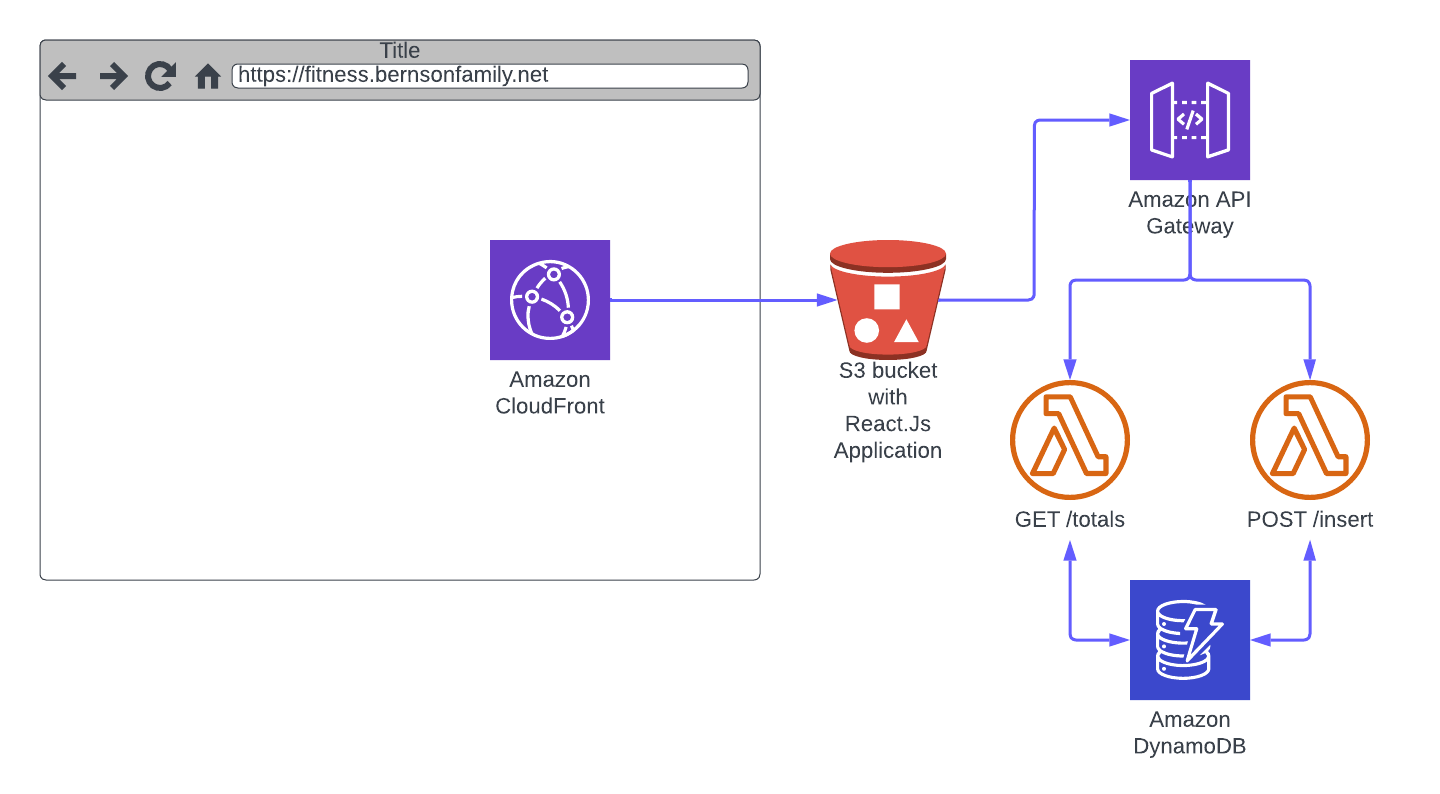 Title
https://fitness.bernsonfamily.net
Amazon
CloudFront
S3 bucket
with
React.Js
Application
Amazon API
Gateway
</>
GET /totals
POST /insert
Amazon
DynamoDB